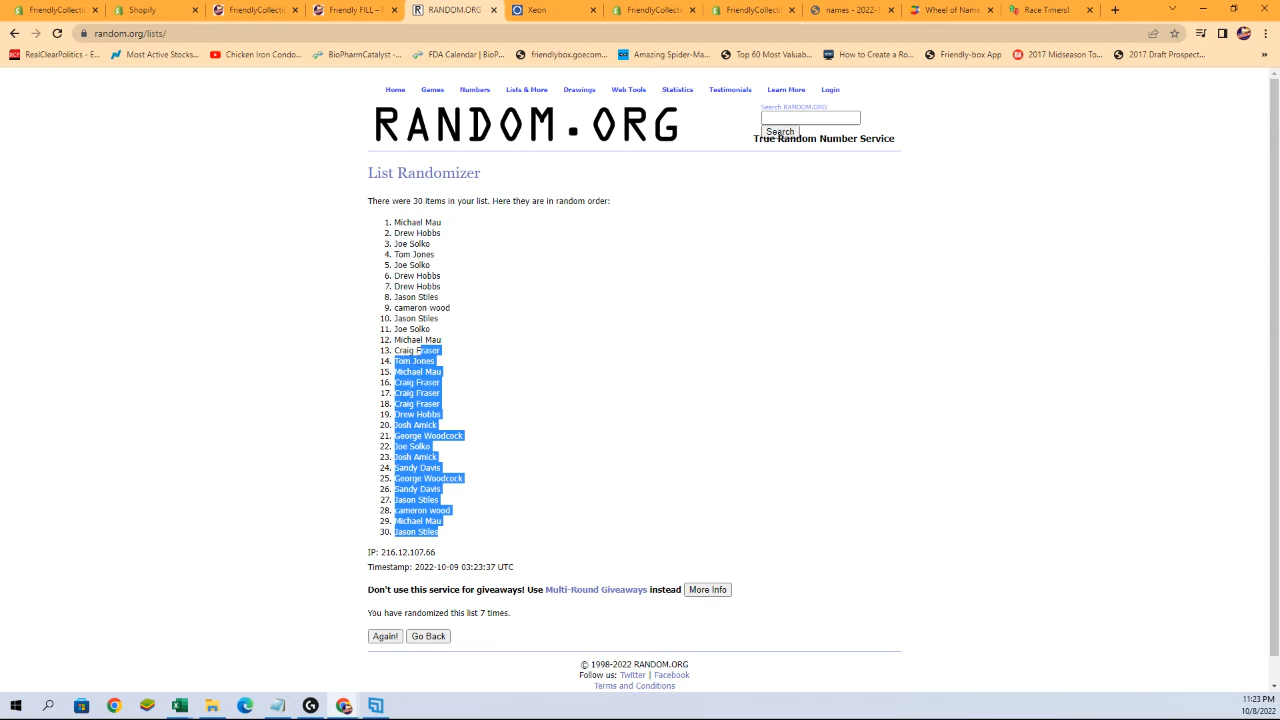 FriendlyCollectib
Shopify
FriendlyCollectib
Friendly FILL –
RANDOM.ORG
Xeon
FriendlyCollectib
FriendlyCollectib
names - 2022-1
Wheel of Name
Race Timers!
random.org/lists/
RealClearPolitics - E...
Most Active Stocks...
Chicken Iron Condo...
BioPharmCatalyst -...
FDA Calendar | BioP...
friendlybox.goecom...
Amazing Spider-Ma...
Top 60 Most Valuab...
How to Create a Ro...
Friendly-box App
2017 Midseason To...
2017 Draft Prospect...
»
Home
Games
Numbers
Lists & More
Drawings
Web Tools
Statistics
Testimonials
Learn More
Login
RANDOM.ORG
Search RANDOM.ORG
Search
True Random Number Service
List Randomizer
There were 30 items in your list. Here they are in random order:
1. Michael Mau
2. Drew Hobbs
3. Joe Solko
4. Tom Jones
5. Joe Solko
6. Drew Hobbs
7. Drew Hobbs
8. Jason Stiles
9. cameron wood
10. Jason Stiles
11. Joe Solko
12. Michael Mau
13. Craig Fraser
14. Tom Jones
15. Michael Mau
16. Craig Fraser
17. Craig Fraser
18. Craig Fraser
19. Drew Hobbs
20. Josh Amick
21. George Woodcock
22. Joe Solko
23. Josh Amick
24. Sandy Davis
25. George Woodcock
26. Sandy Davis
27. Jason Stiles
28. cameron wood
29. Michael Mau
30. Jason Stiles
IP: 216.12.107.66
Timestamp: 2022-10-09 03:23:37 UTC
Don't use this service for giveaways! Use Multi-Round Giveaways instead More Info
You have randomized this list 7 times.
Again! Go Back
© 1998-2022 RANDOM.ORG
Follow us: Twitter | Facebook
Terms and Conditions
11:23 PM
10/8/2022